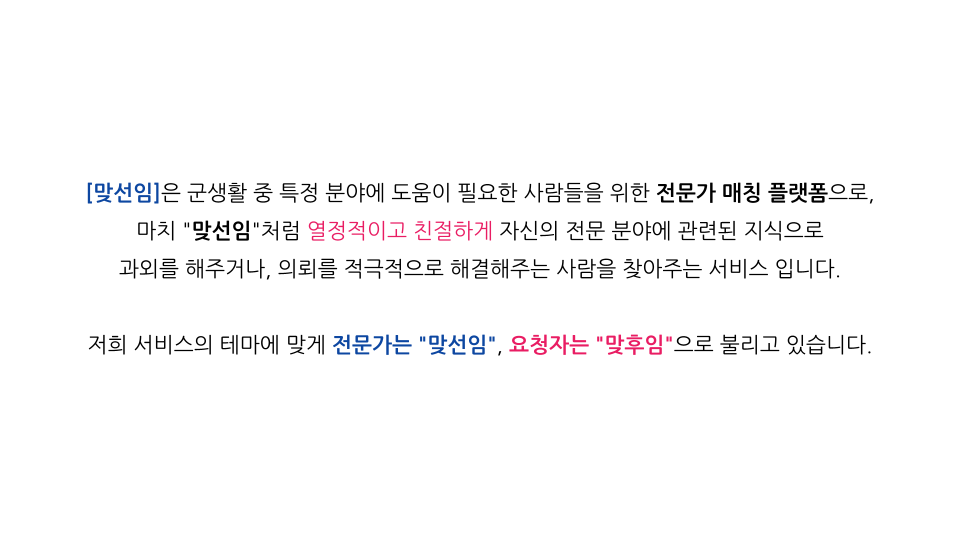 [맞선임]은 군생활 중 특정 분야에 도움이 필요한 사람들을 위한 전문가 매칭 플랫폼으로,
마치 "맞선임"처럼 열정적이고 친절하게 자신의 전문 분야에 관련된 지식으로
과외를 해주거나, 의뢰를 적극적으로 해결해주는 사람을 찾아주는 서비스 입니다.
저희 서비스의 테마에 맞게 전문가는 "맞선임", 요청자는 "맞후임"으로 불리고 있습니다.